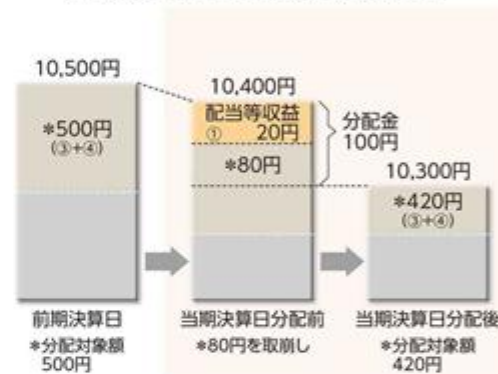 10,500円
*500円
(③+④)
10,400円
配当等収益
① 20円
*80円
分配金
100円
10,300円
*420円
(③+④)
前期決算日
*分配対象額
500円
当期決算日分配前
*80円を取崩し
当期決算日分配後
*分配対象額
420円